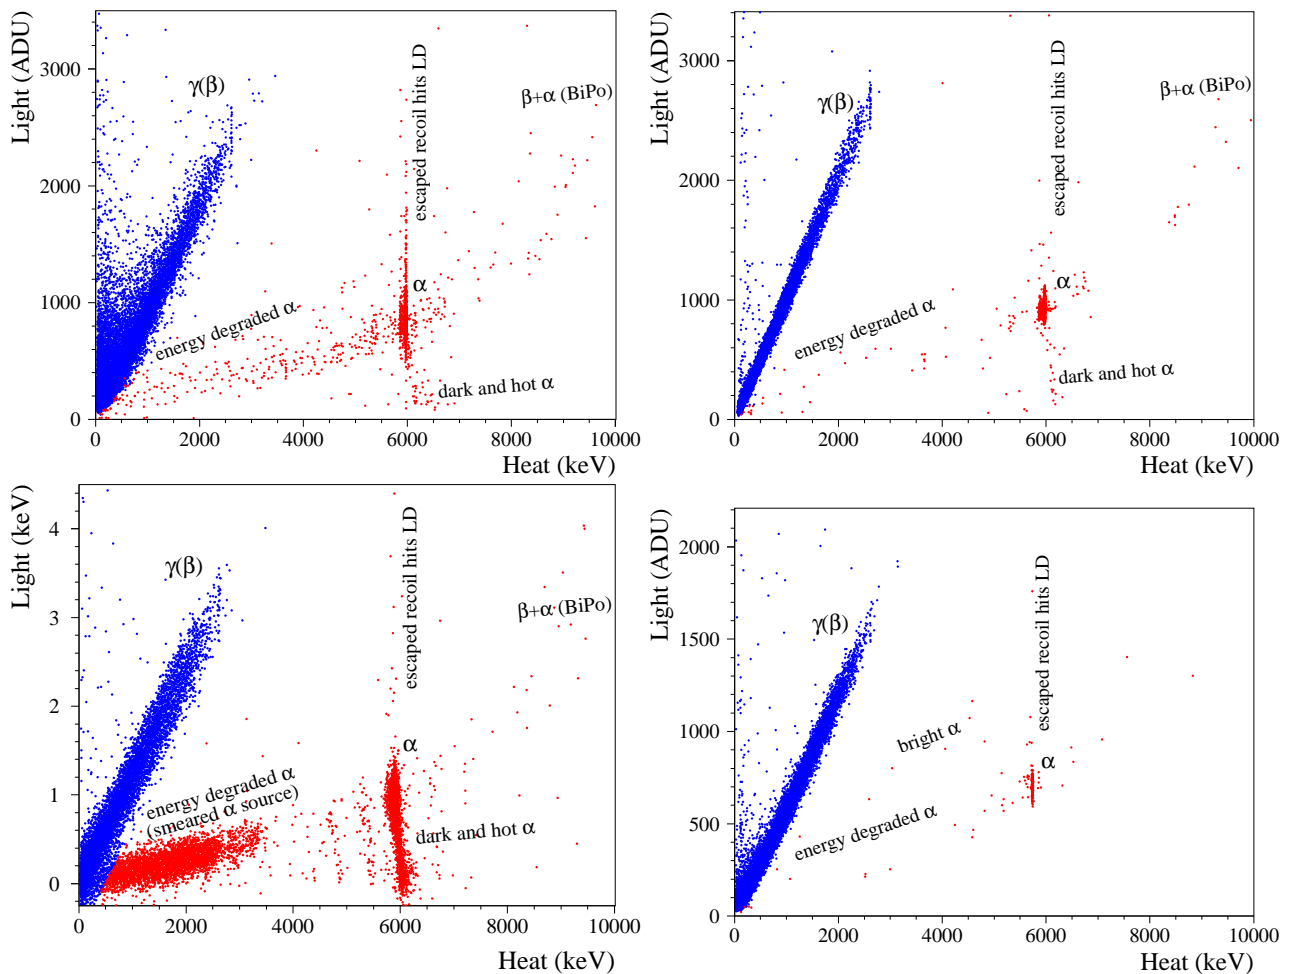 Light (ADU)
3000
2000
1000
0
0
2000
4000
6000
8000
10000
Heat (keV)
γ(β)
β+α (BiPo)
escaped recoil hits LD
α
energy degraded α
dark and hot α
Light (ADU)
3000
2000
1000
0
0
2000
4000
6000
8000
10000
Heat (keV)
γ(β)
β+α (BiPo)
escaped recoil hits LD
α
energy degraded α
dark and hot α
Light (keV)
4
3
2
1
0
0
2000
4000
6000
8000
10000
Heat (keV)
γ(β)
β+α (BiPo)
escaped recoil hits LD
α
energy degraded α
(smeared α source)
dark and hot α
Light (ADU)
2000
1500
1000
500
0
0
2000
4000
6000
8000
10000
Heat (keV)
γ(β)
escaped recoil hits LD
bright α
α
energy degraded α